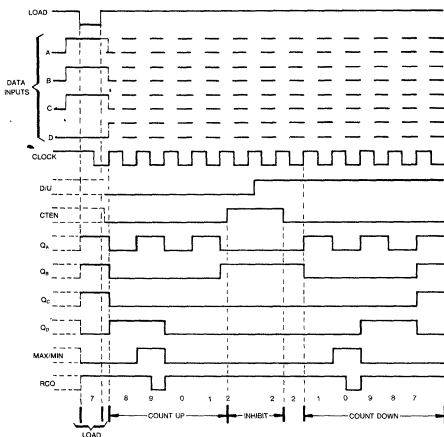 LOAD
A
B
DATA
INPUTS
C
D
CLOCK
D/U
CTEN
QA
QB
QC
QD
MAX/MIN
RCO
7 8 9 0 1 2 2 2 1 0 9 8 7
COUNT UP INHIBIT COUNT DOWN
LOAD